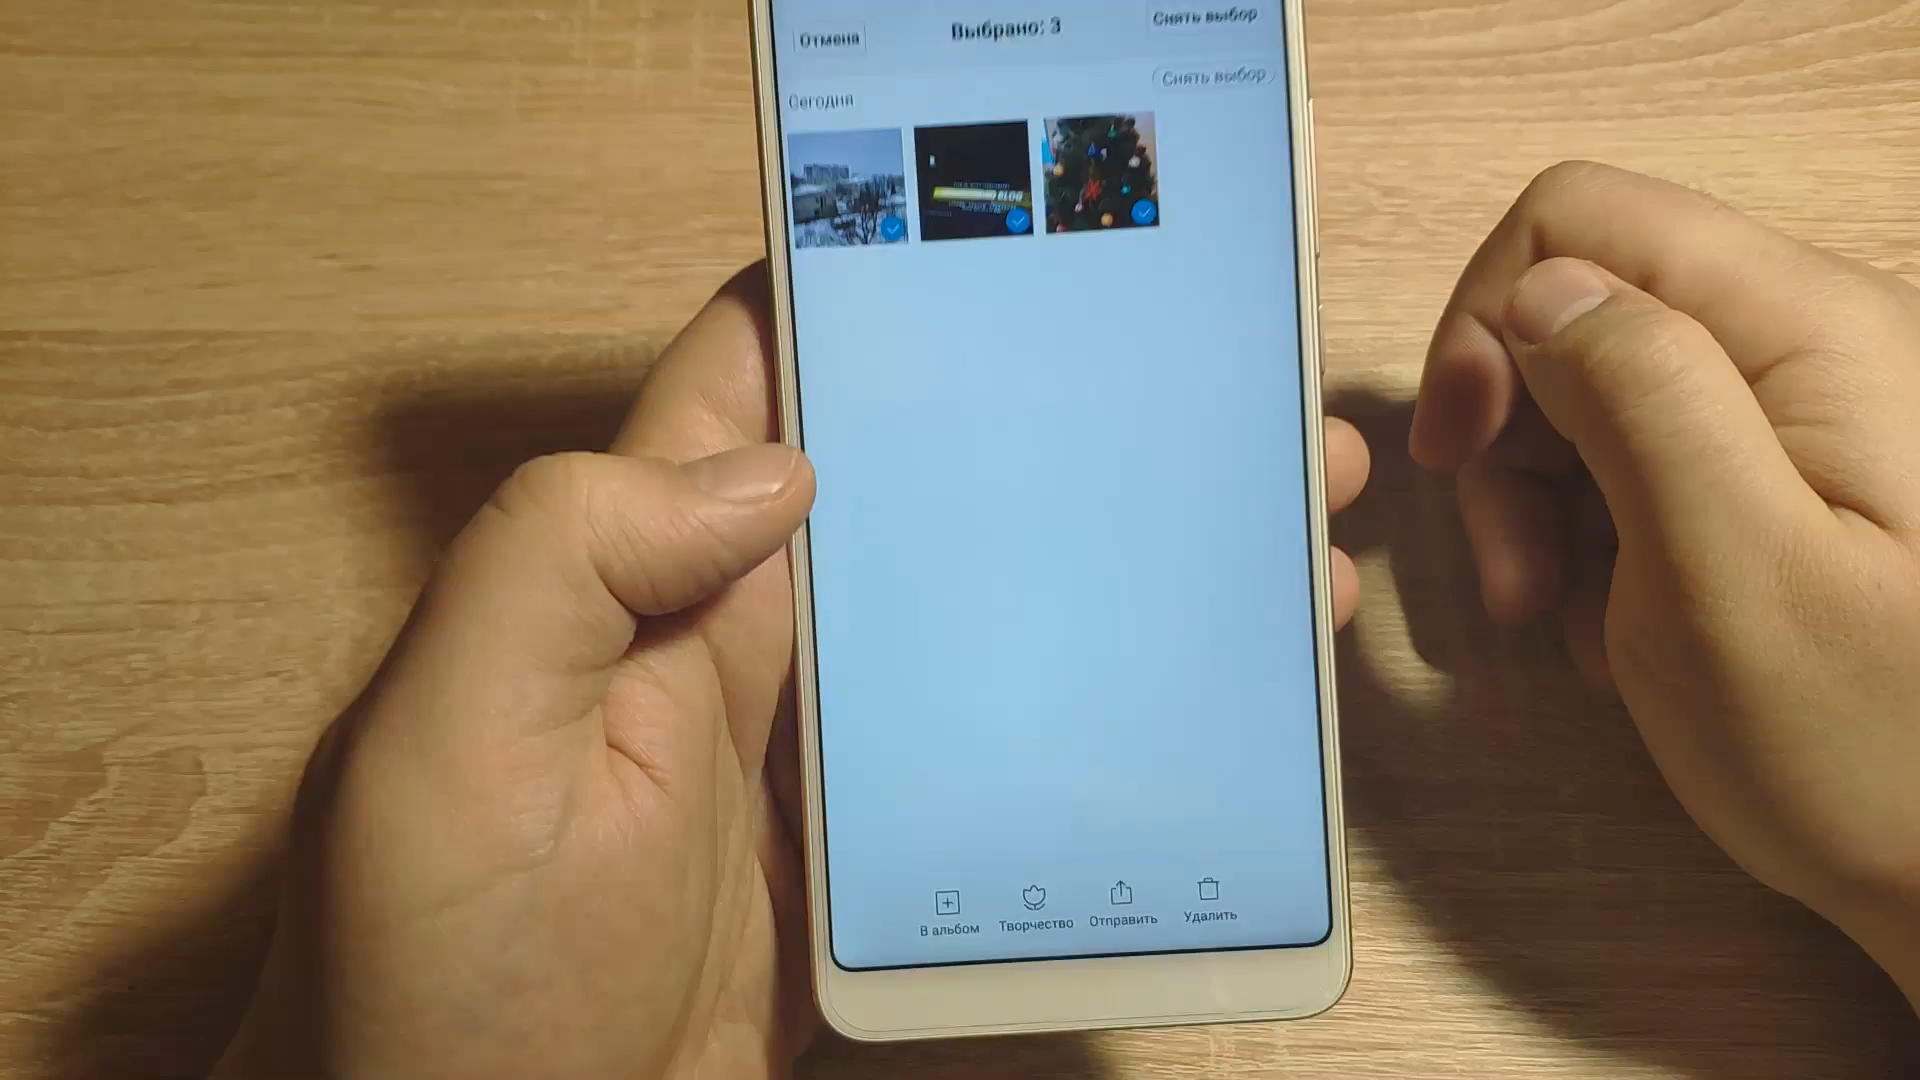 Отмена
Выбрано: 3
Снять выбор
Снять выбор
Сегодня
В альбом
Творчество
Отправить
Удалить